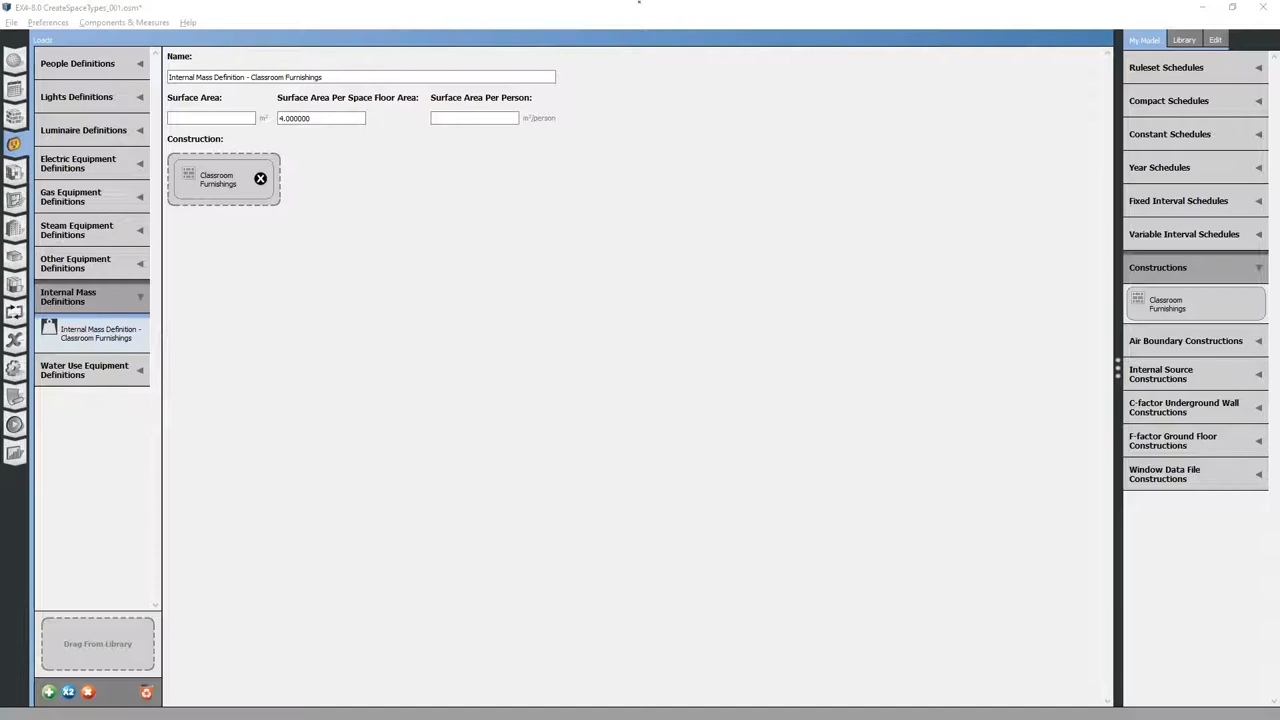 EX4-8.0 CreateSpaceTypes_001.osm*
File Preferences Components & Measures Help
Loads
My Model Library Edit
People Definitions
Lights Definitions
Luminaire Definitions
Electric Equipment
Definitions
Gas Equipment
Definitions
Steam Equipment
Definitions
Other Equipment
Definitions
Internal Mass
Definitions
Internal Mass Definition -
Classroom Furnishings
Water Use Equipment
Definitions
Drag From Library
X2
Name:
Internal Mass Definition - Classroom Furnishings
Surface Area: Surface Area Per Space Floor Area: Surface Area Per Person:
m² 4.000000 m²/person
Construction:
Classroom
Furnishings
Ruleset Schedules
Compact Schedules
Constant Schedules
Year Schedules
Fixed Interval Schedules
Variable Interval Schedules
Constructions
Classroom
Furnishings
Air Boundary Constructions
Internal Source
Constructions
C-factor Underground Wall
Constructions
F-factor Ground Floor
Constructions
Window Data File
Constructions